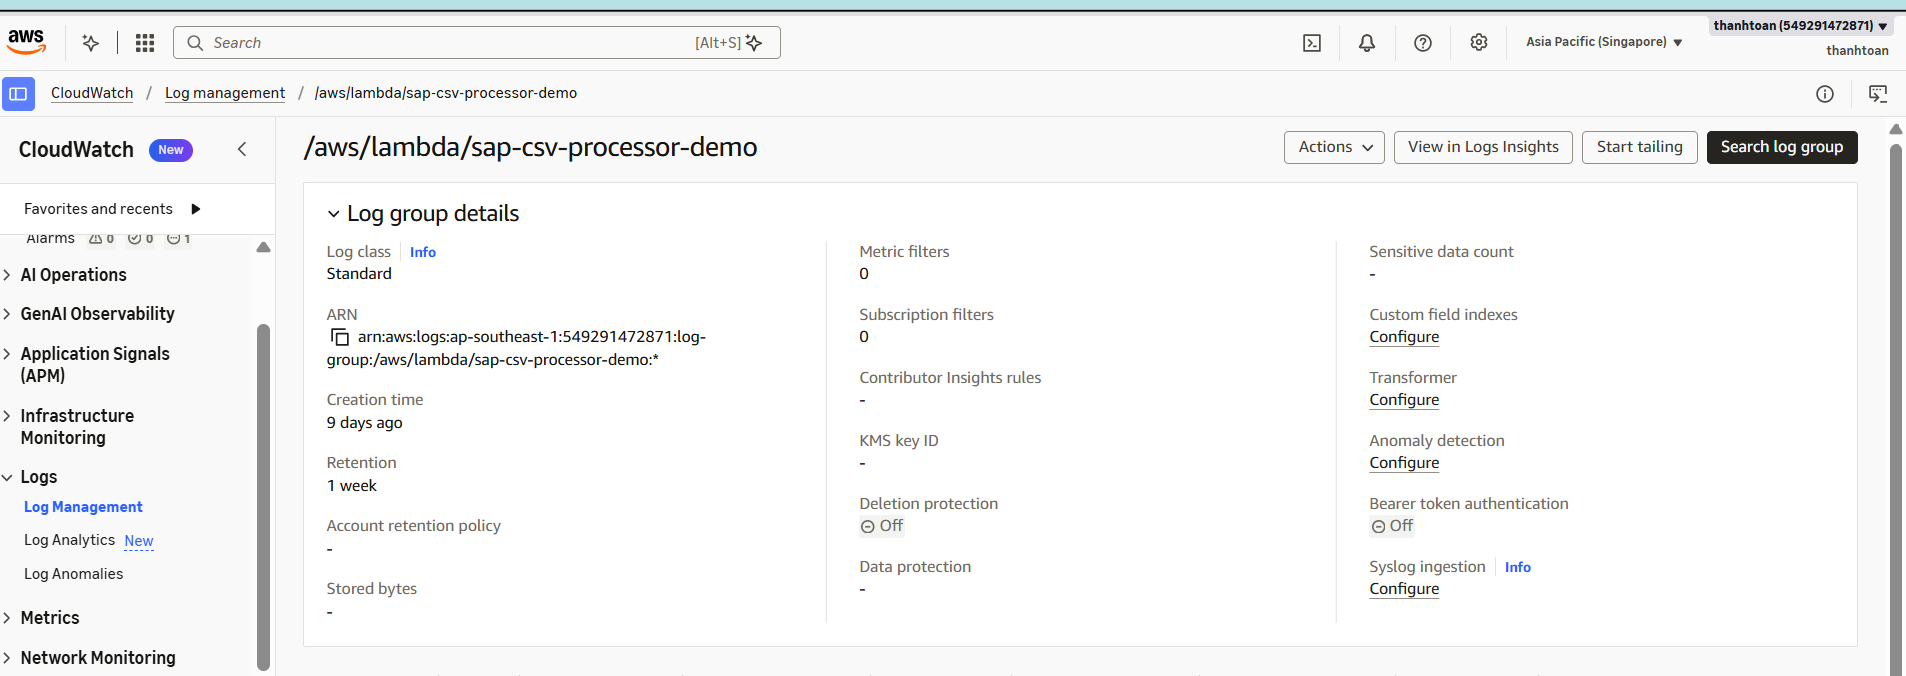 aws
Search
[Alt+S]
Asia Pacific (Singapore)
thanhtoan (549291472871)
thanhtoan
CloudWatch / Log management / /aws/lambda/sap-csv-processor-demo
CloudWatch New
Favorites and recents
Alarms 0 0 1
AI Operations
GenAI Observability
Application Signals
(APM)
Infrastructure
Monitoring
Logs
Log Management
Log Analytics New
Log Anomalies
Metrics
Network Monitoring
/aws/lambda/sap-csv-processor-demo
Actions
View in Logs Insights
Start tailing
Search log group
Log group details
Log class Info
Standard
ARN
arn:aws:logs:ap-southeast-1:549291472871:log-
group:/aws/lambda/sap-csv-processor-demo:*
Creation time
9 days ago
Retention
1 week
Account retention policy
-
Stored bytes
-
Metric filters
0
Subscription filters
0
Contributor Insights rules
-
KMS key ID
-
Deletion protection
Off
Data protection
-
Sensitive data count
-
Custom field indexes
Configure
Transformer
Configure
Anomaly detection
Configure
Bearer token authentication
Off
Syslog ingestion Info
Configure